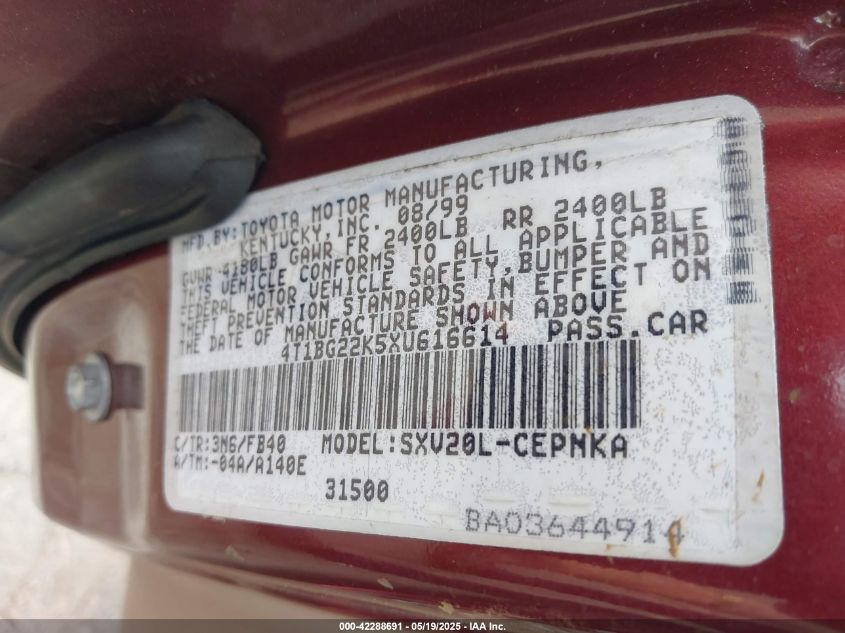 MFD.BY:TOYOTA MOTOR MANUFACTURING,
KENTUCKY,INC. 08/99
GVWR 4180LB GAWR FR 2400LB RR 2400LB
THIS VEHICLE CONFORMS TO ALL APPLICABLE
FEDERAL MOTOR VEHICLE SAFETY,BUMPER AND
THEFT PREVENTION STANDARDS IN EFFECT ON
THE DATE OF MANUFACTURE SHOWN ABOVE
4T1BG22K5XU616614 PASS.CAR
C/TR:3N6/FB40 MODEL:SXV20L-CEPNKA
A/TM:-04A/A140E
31500
BA03644914
000-42288691 - 05/19/2025 - IAA Inc.